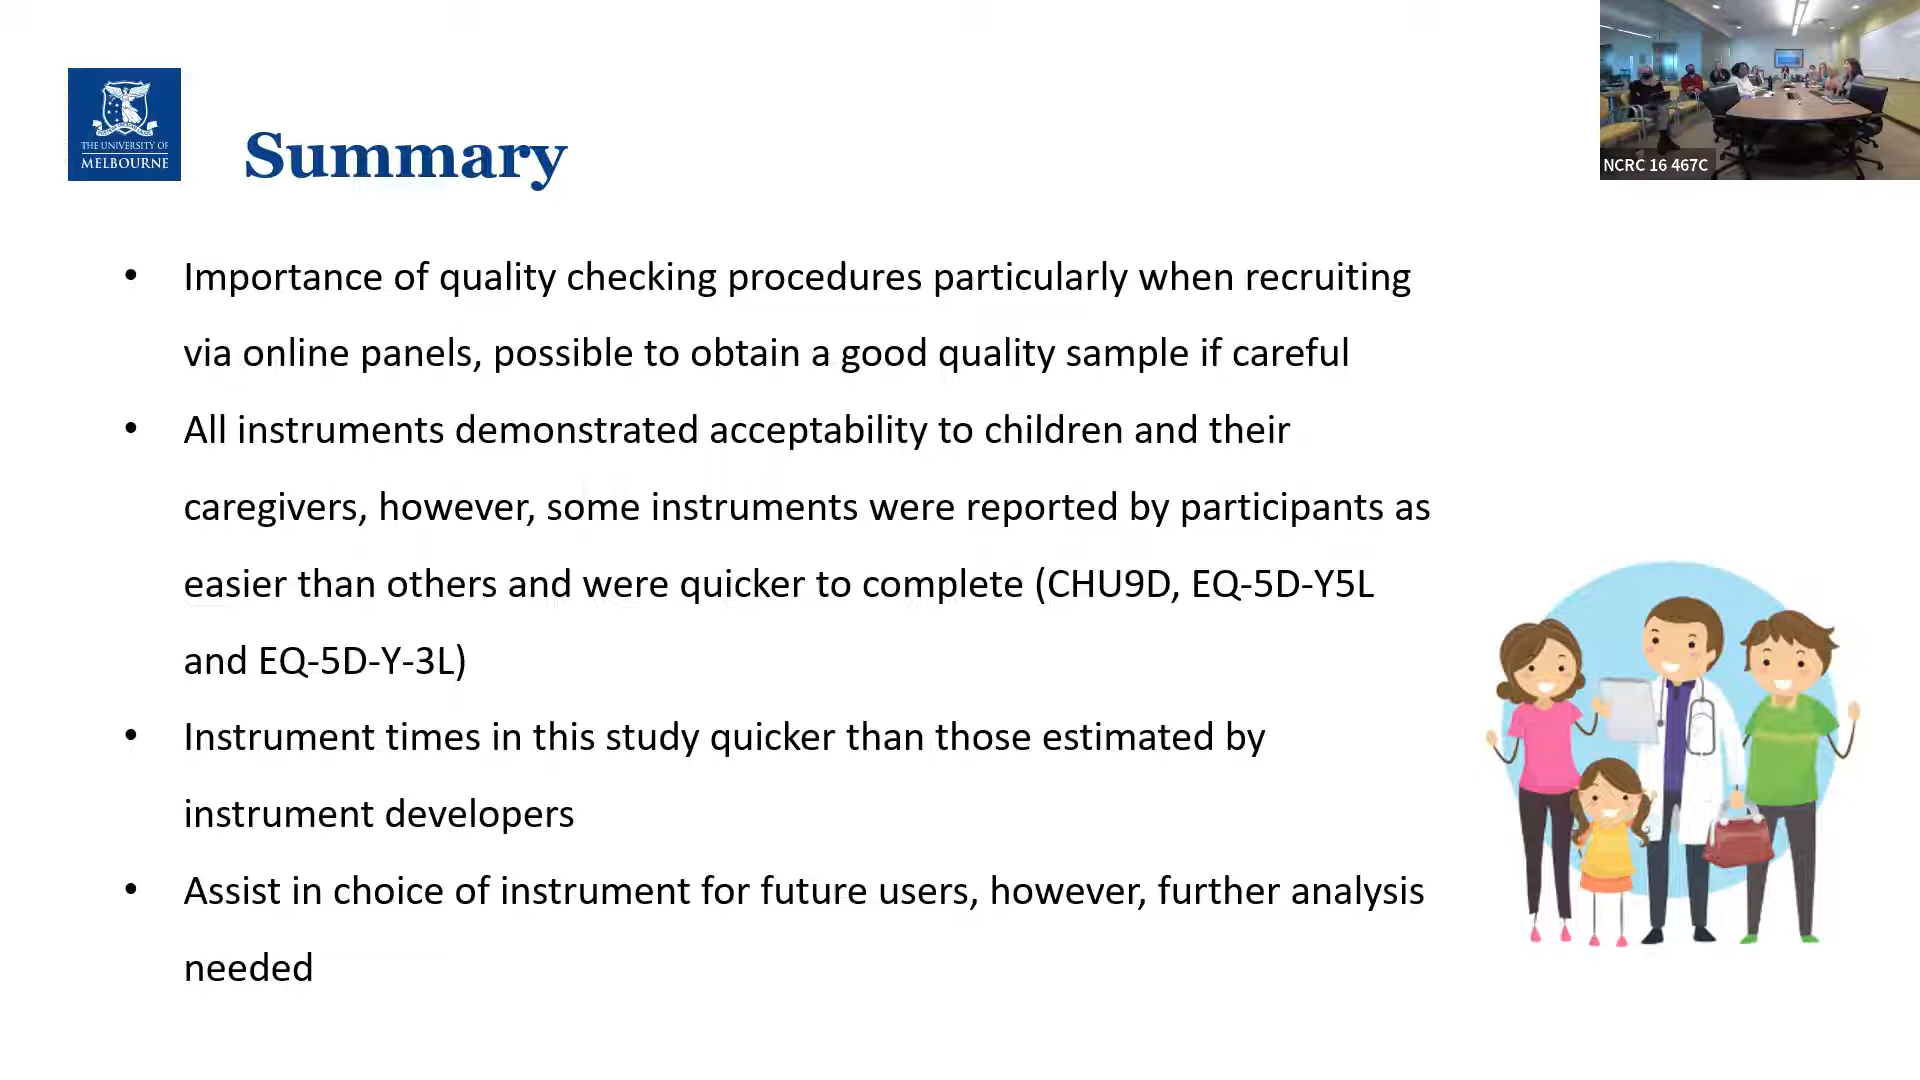 THE UNIVERSITY OF
MELBOURNE
Summary
NCRC 16 467C
• Importance of quality checking procedures particularly when recruiting
via online panels, possible to obtain a good quality sample if careful
• All instruments demonstrated acceptability to children and their
caregivers, however, some instruments were reported by participants as
easier than others and were quicker to complete (CHU9D, EQ-5D-Y5L
and EQ-5D-Y-3L)
• Instrument times in this study quicker than those estimated by
instrument developers
• Assist in choice of instrument for future users, however, further analysis
needed